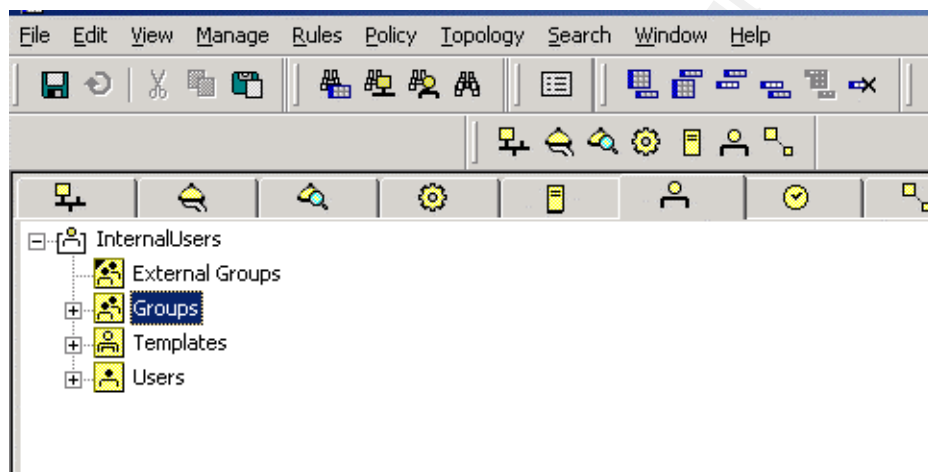 File Edit View Manage Rules Policy Topology Search Window Help
InternalUsers
External Groups
Groups
Templates
Users